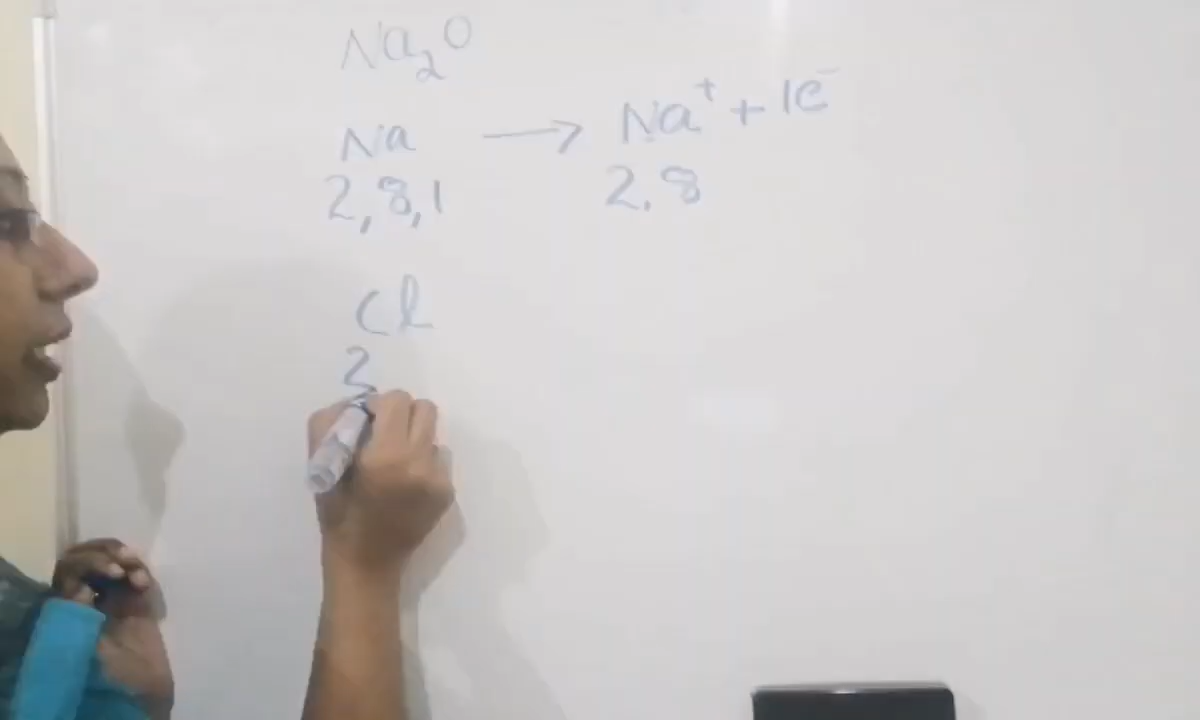 Na₂O
Na → Na⁺ + 1e⁻
2,8,1 2.8
Cl
2